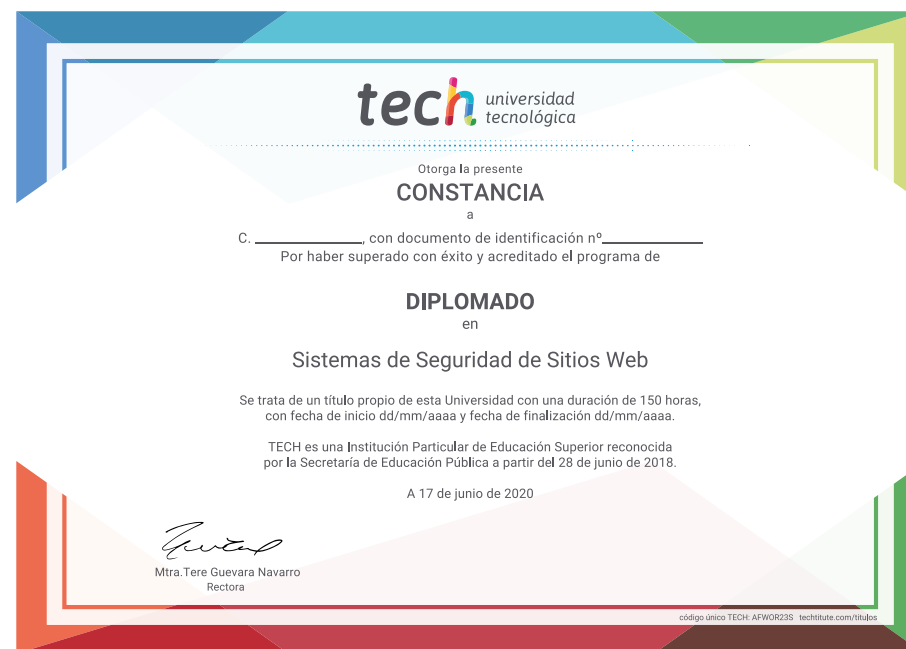 tech universidad
tecnológica
Otorga la presente
CONSTANCIA
a
C. ____________, con documento de identificación nº____________
Por haber superado con éxito y acreditado el programa de
DIPLOMADO
en
Sistemas de Seguridad de Sitios Web
Se trata de un título propio de esta Universidad con una duración de 150 horas,
con fecha de inicio dd/mm/aaaa y fecha de finalización dd/mm/aaaa.
TECH es una Institución Particular de Educación Superior reconocida
por la Secretaría de Educación Pública a partir del 28 de junio de 2018.
A 17 de junio de 2020
Mtra.Tere Guevara Navarro
Rectora
código único TECH: AFWOR23S techtitute.com/titulos